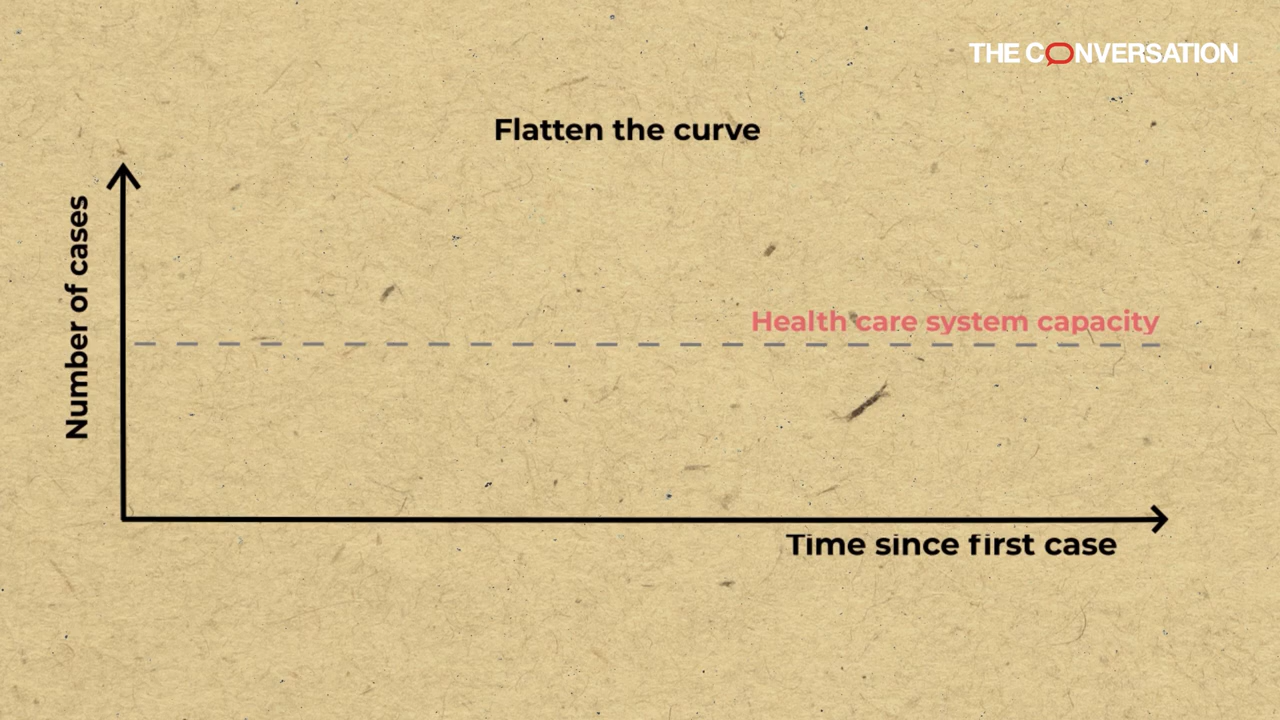 THE CONVERSATION
Flatten the curve
Number of cases
Health care system capacity
Time since first case